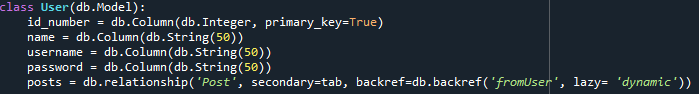 class User(db.Model):
    id_number = db.Column(db.Integer, primary_key=True)
    name = db.Column(db.String(50))
    username = db.Column(db.String(50))
    password = db.Column(db.String(50))
    posts = db.relationship('Post', secondary=tab, backref=db.backref('fromUser', lazy= 'dynamic'))